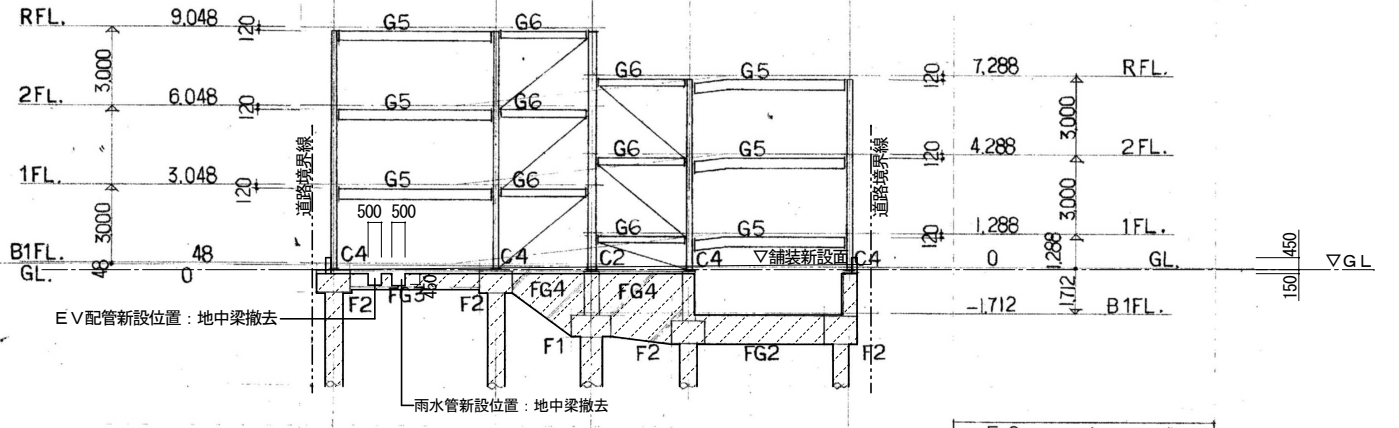 RFL. 9.048 120 G5 G6
3,000
G6 G5 120 7,288 RFL.
2FL. 6.048 120 G5 G6
3,000
3,000
G6 G5 120 4.288 2FL.
道路境界線
道路境界線
1FL. 3.048 120 G5 G6
3,000
500 500
3000
G6 G5 120 1,288 1FL.
B1FL. 48 C4 C4 C2 C4 ▽舗装新設面 C4 0 1.288 GL. 450 ▽GL
GL. 48 0
150
F2 FG3 450 F2 FG4 FG4
-1,712 1,712 B1FL.
EV配管新設位置:地中梁撤去
F1 F2 FG2 F2
雨水管新設位置:地中梁撤去